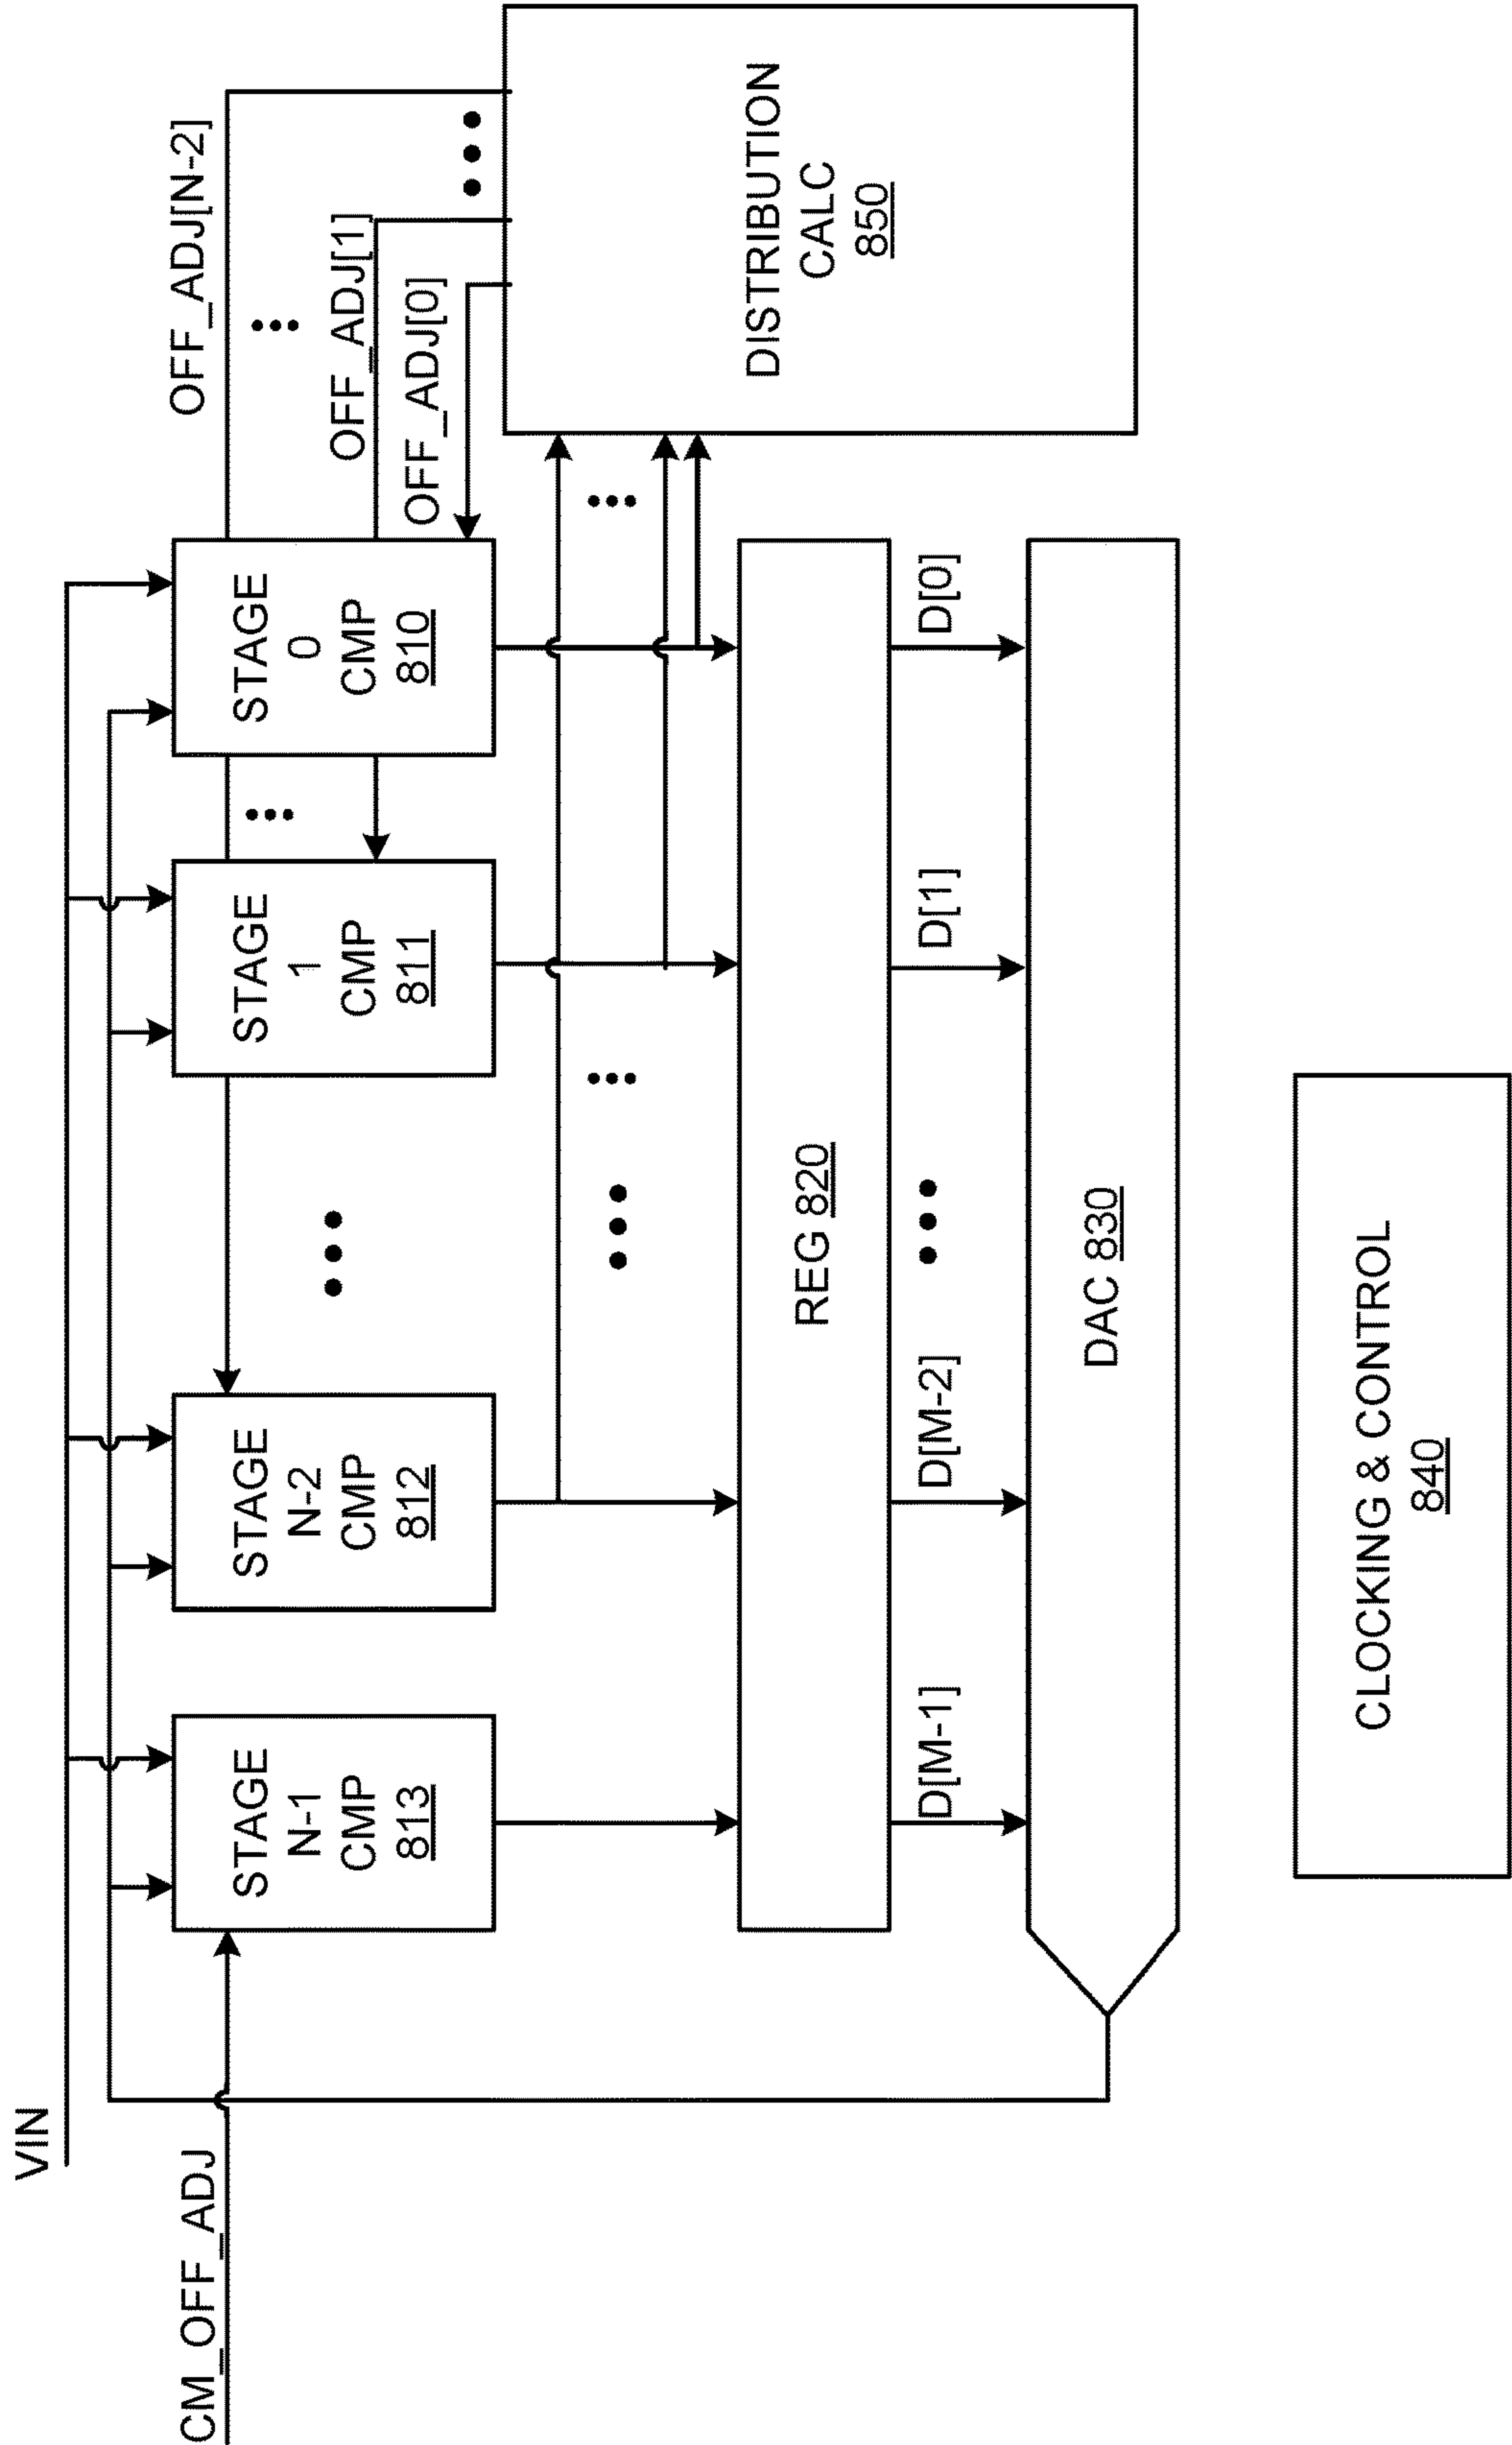 VIN
CM_OFF_ADJ
STAGE
N-1
CMP
813
STAGE
N-2
CMP
812
STAGE
1
CMP
811
STAGE
0
CMP
810
OFF_ADJ[N-2]
OFF_ADJ[1]
OFF_ADJ[0]
REG 820
D[M-1]
D[M-2]
D[1]
D[0]
DAC 830
DISTRIBUTION
CALC
850
CLOCKING & CONTROL
840